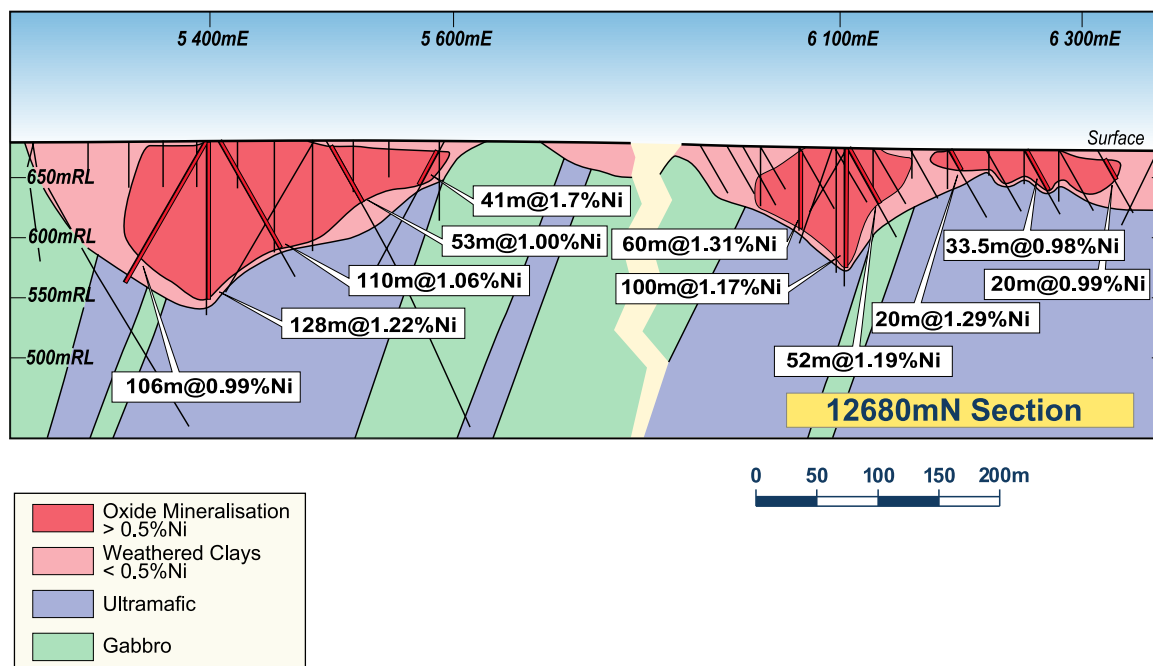 5 400mE
5 600mE
6 100mE
6 300mE
Surface
650mRL
600mRL
550mRL
500mRL
41m@1.7%Ni
53m@1.00%Ni
110m@1.06%Ni
128m@1.22%Ni
106m@0.99%Ni
60m@1.31%Ni
100m@1.17%Ni
33.5m@0.98%Ni
20m@0.99%Ni
20m@1.29%Ni
52m@1.19%Ni
12680mN Section
0 50 100 150 200m
Oxide Mineralisation
> 0.5%Ni
Weathered Clays
< 0.5%Ni
Ultramafic
Gabbro